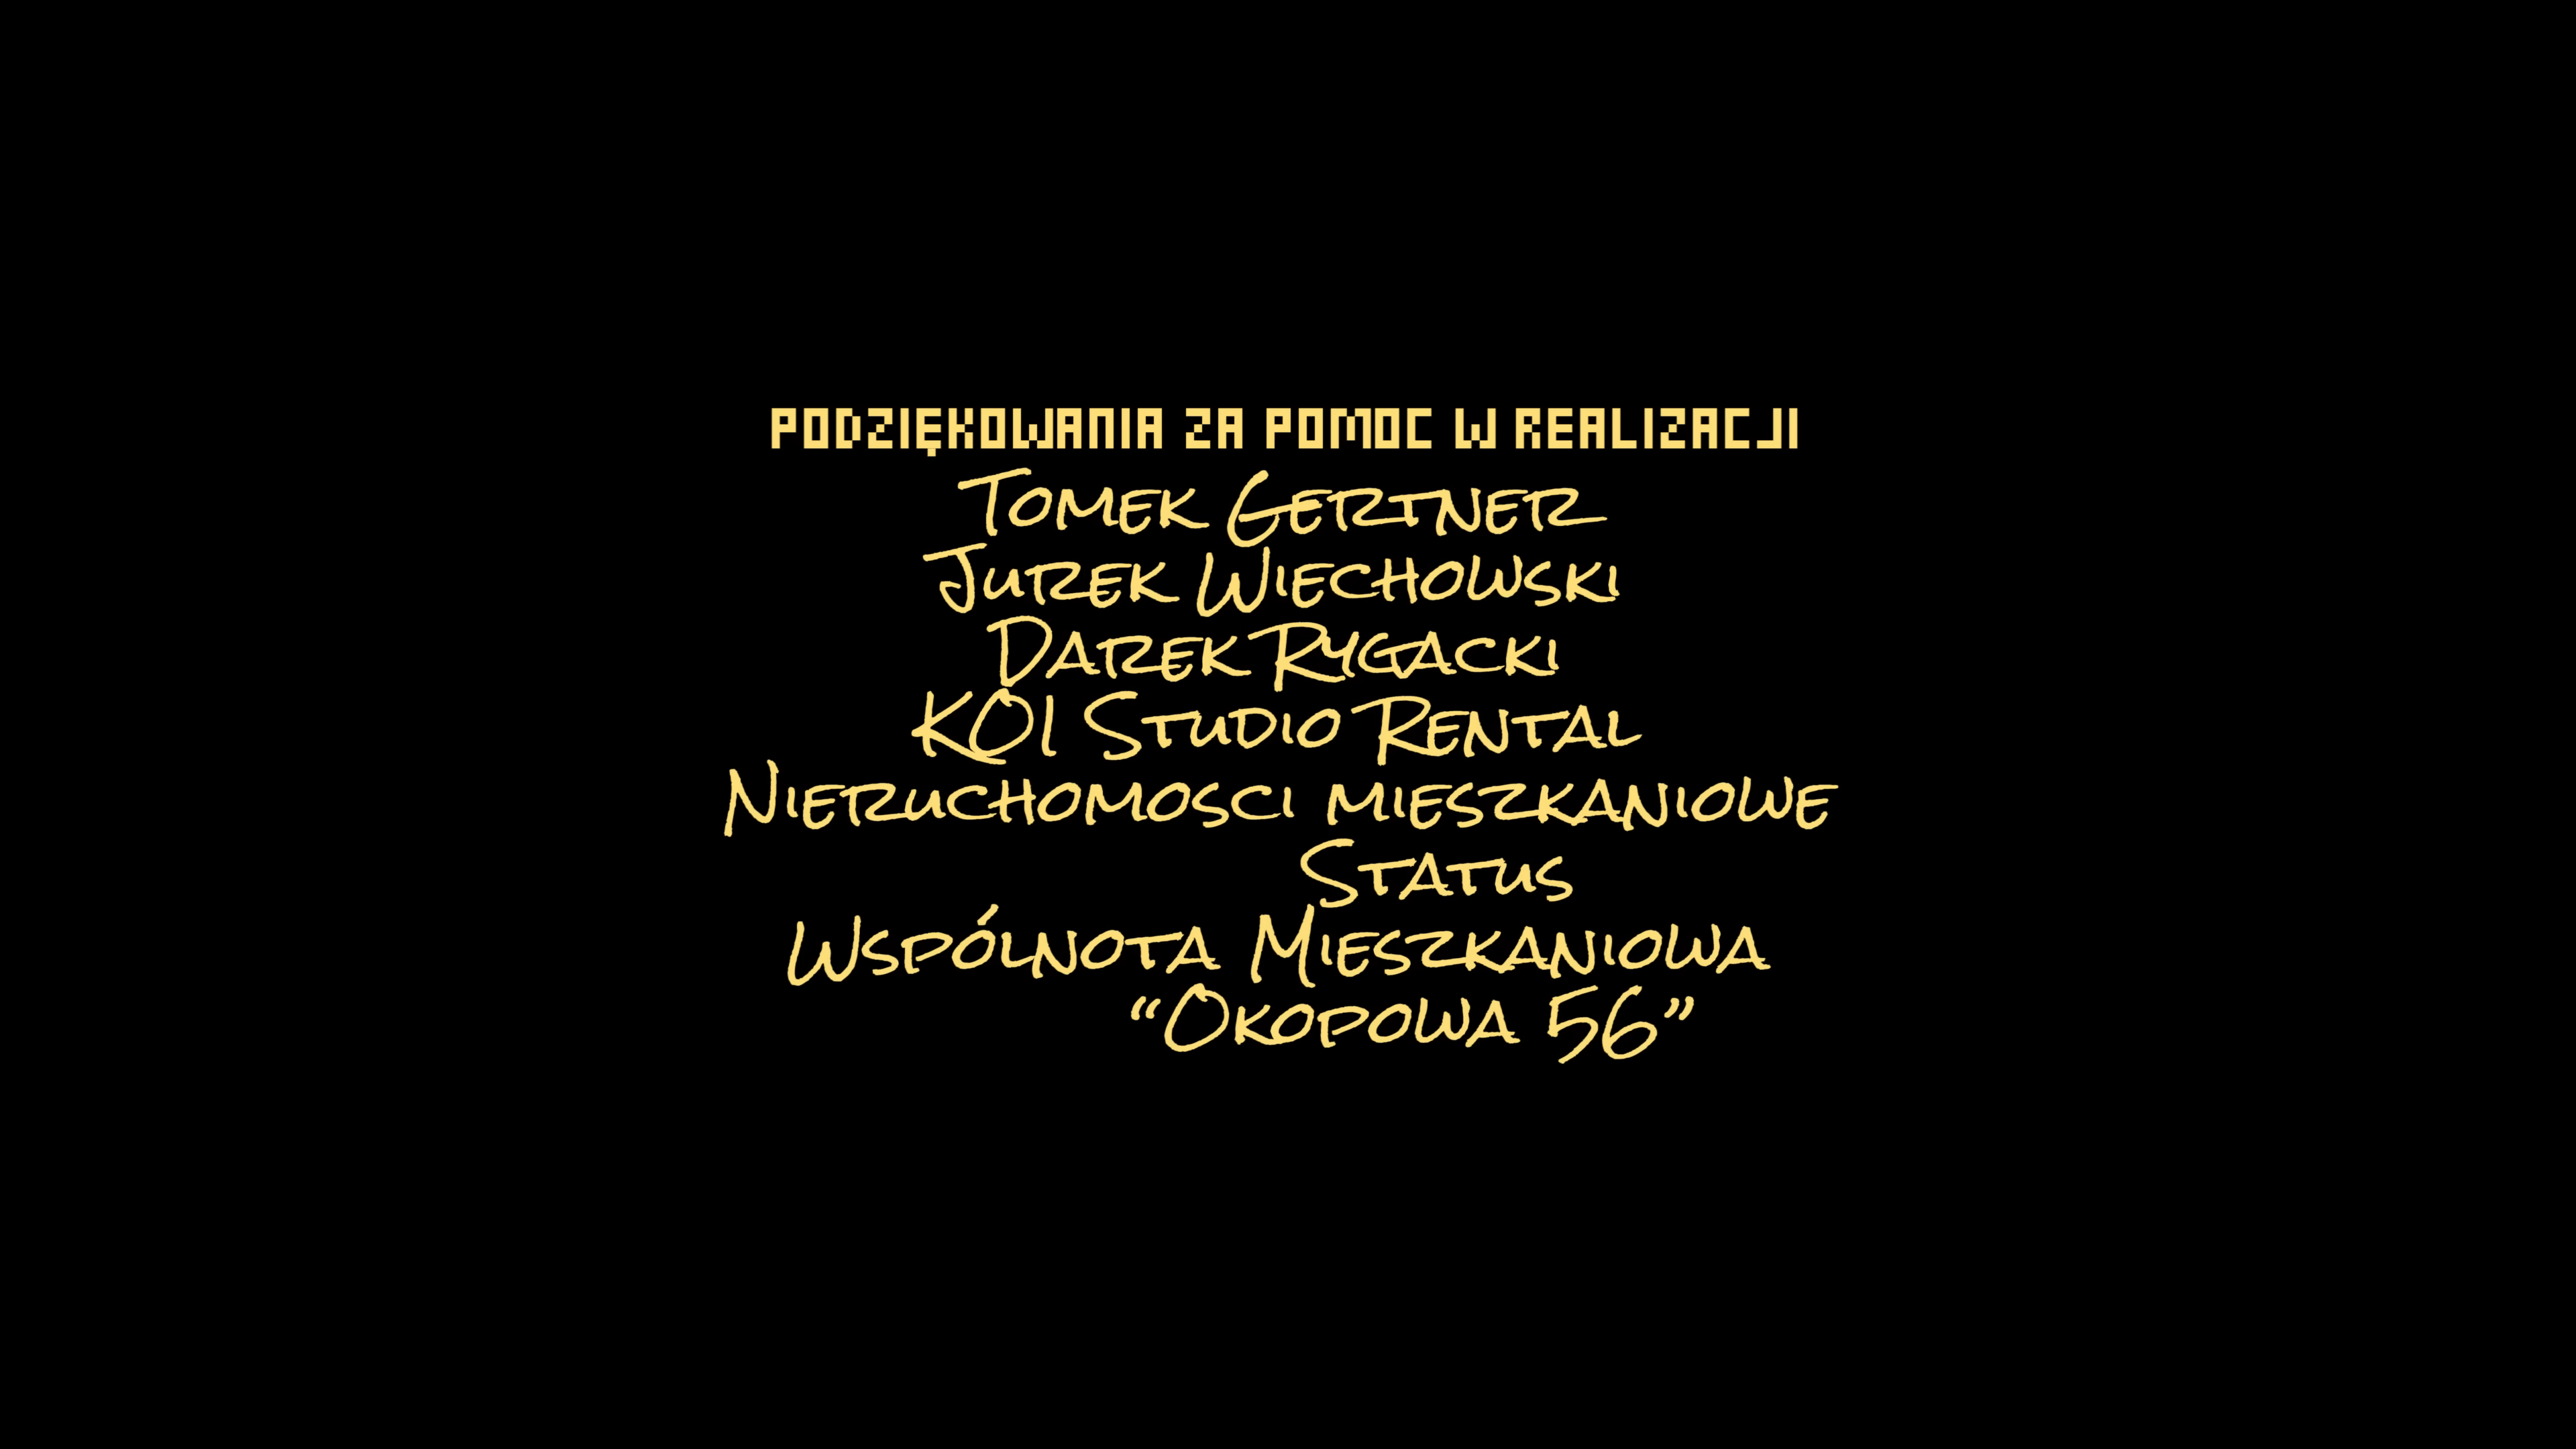 PODZIĘKOWANIA ZA POMOC W REALIZACJI
Tomek Gertner
Jurek Wiechowski
Darek Rygacki
KOI Studio Rental
Nieruchomosci mieszkaniowe
Status
Wspólnota Mieszkaniowa
“Okopowa 56”